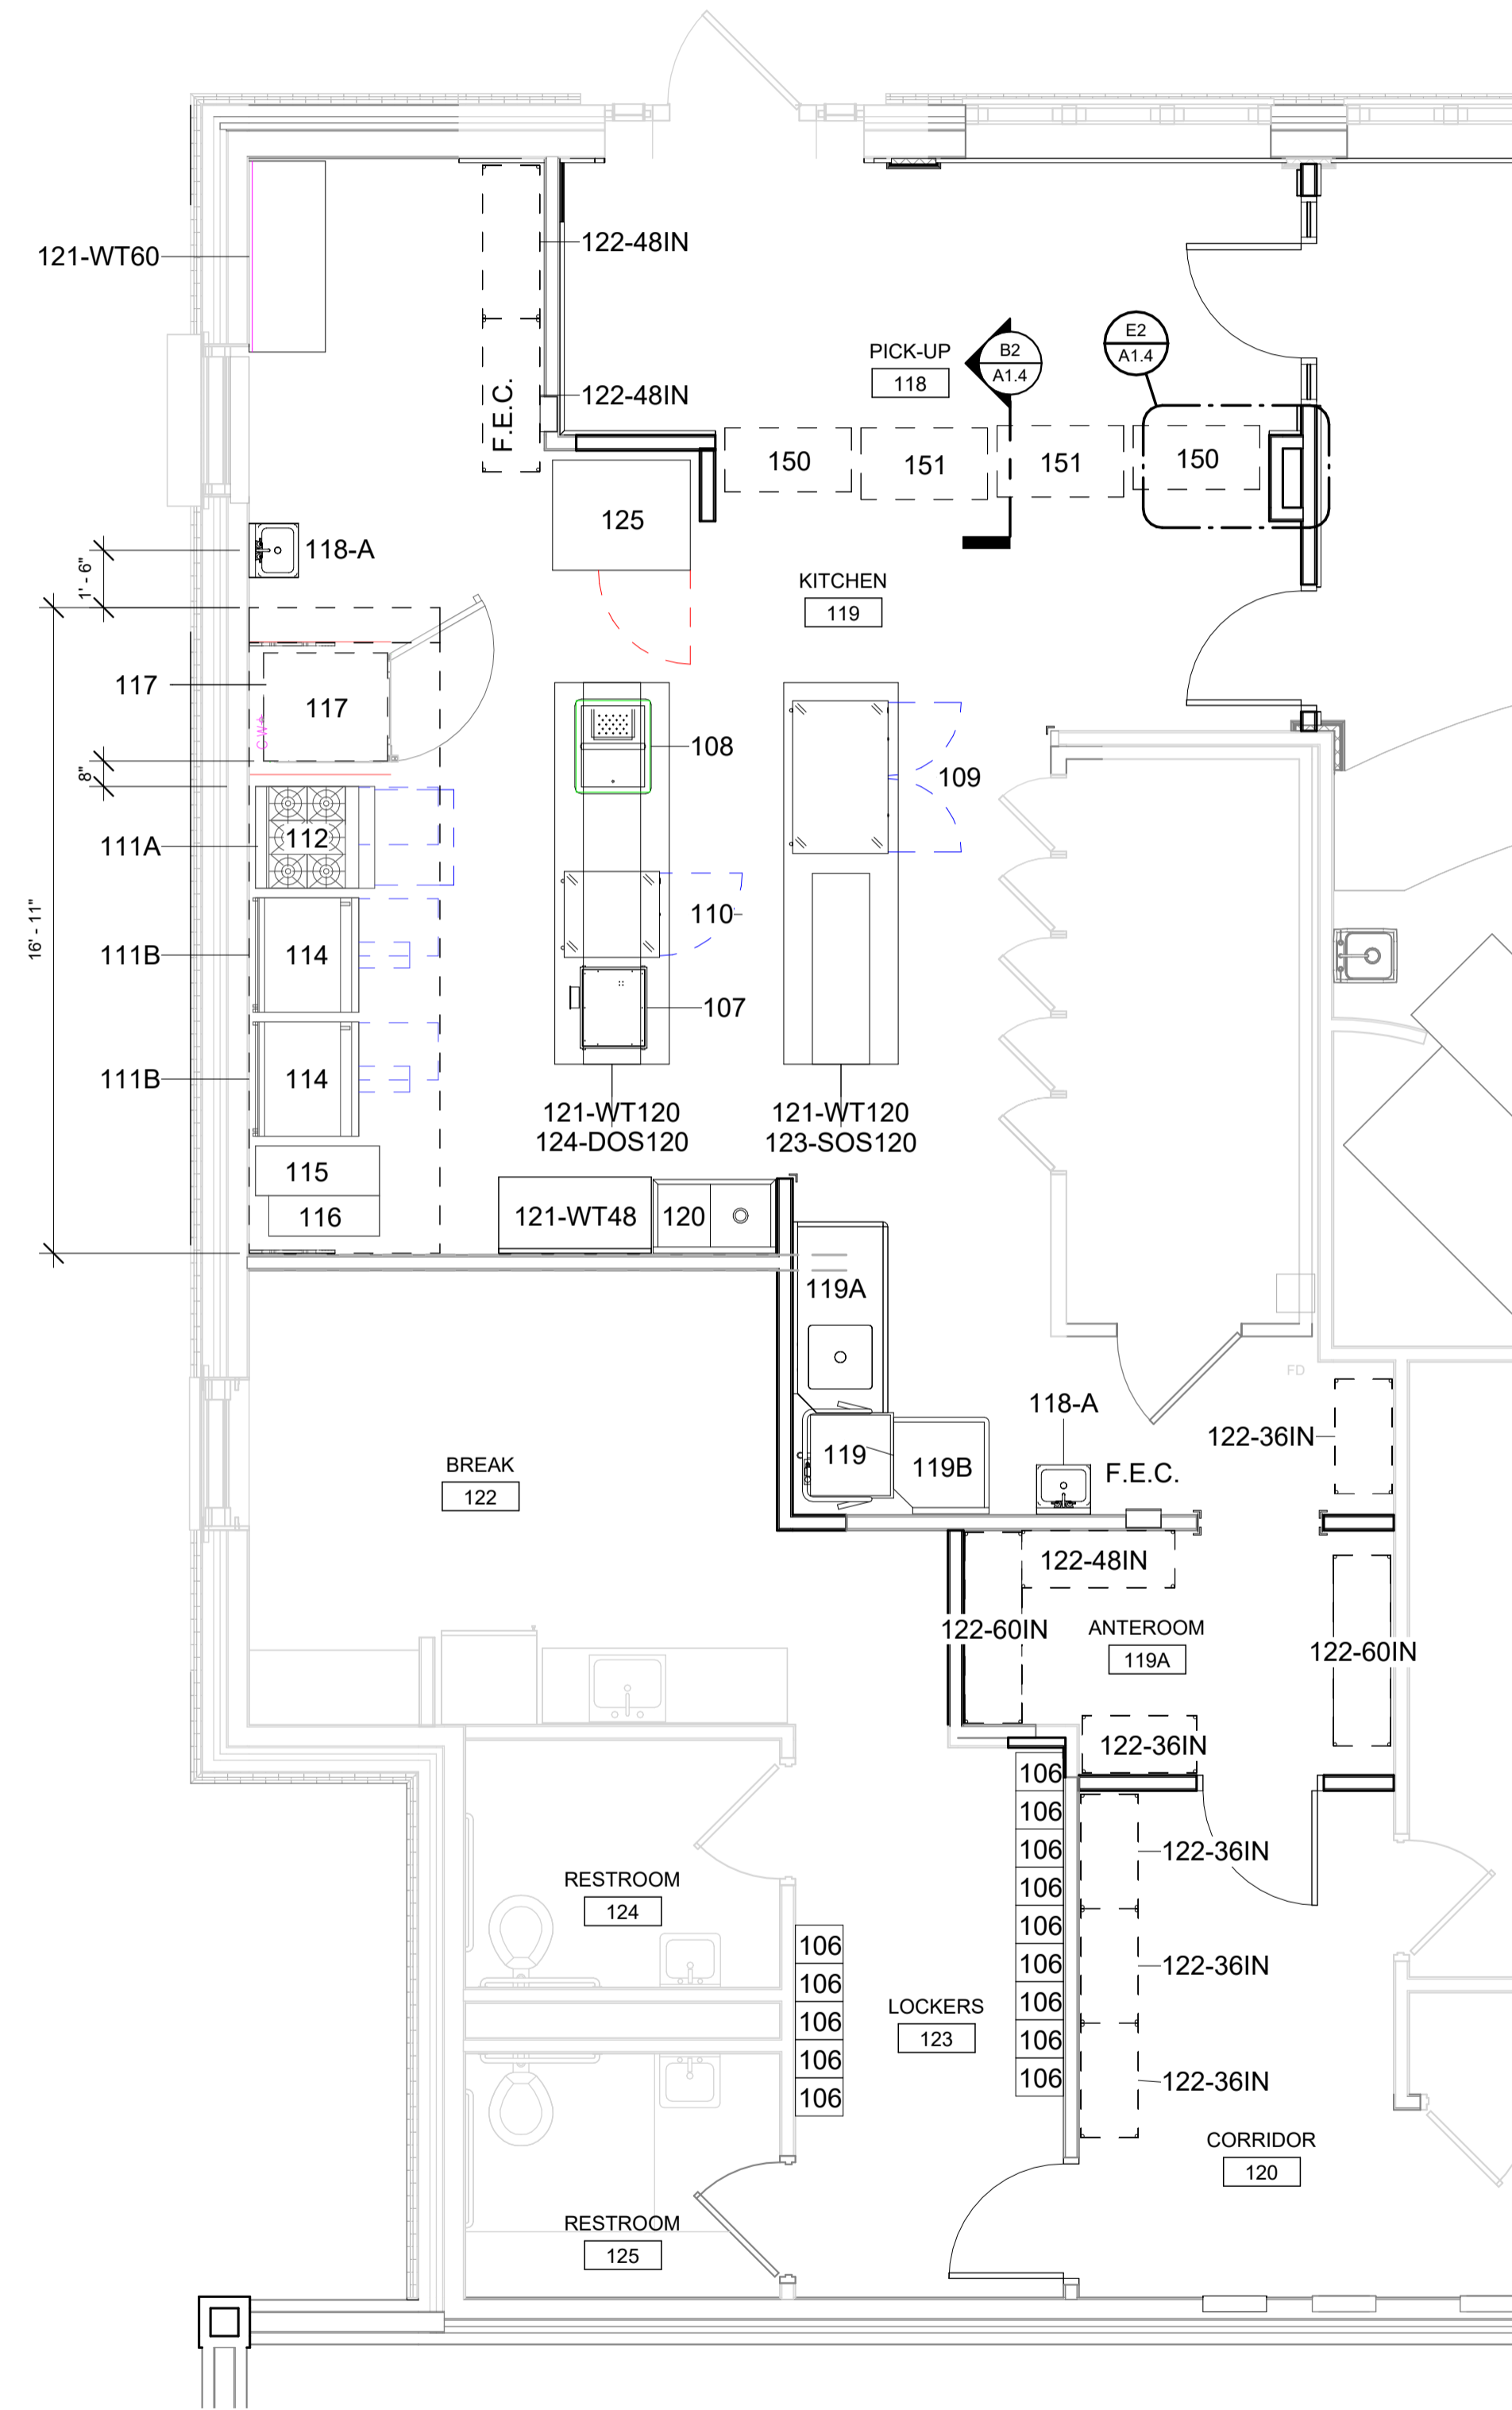 121-WT60
122-48IN
PICK-UP
118
B2
A1.4
E2
A1.4
122-48IN
F.E.C.
150
151
151
150
125
118-A
1' - 6"
KITCHEN
119
117
117
C.W.
108
109
8"
111A
112
16' - 11"
110
111B
114
107
111B
114
121-WT120
124-DOS120
121-WT120
123-SOS120
115
116
121-WT48
120
119A
FD
118-A
122-36IN
119
119B
F.E.C.
BREAK
122
122-48IN
122-60IN
ANTEROOM
119A
122-60IN
122-36IN
106
106
106
106
106
106
106
106
106
122-36IN
122-36IN
122-36IN
RESTROOM
124
106
106
106
106
106
LOCKERS
123
CORRIDOR
120
RESTROOM
125